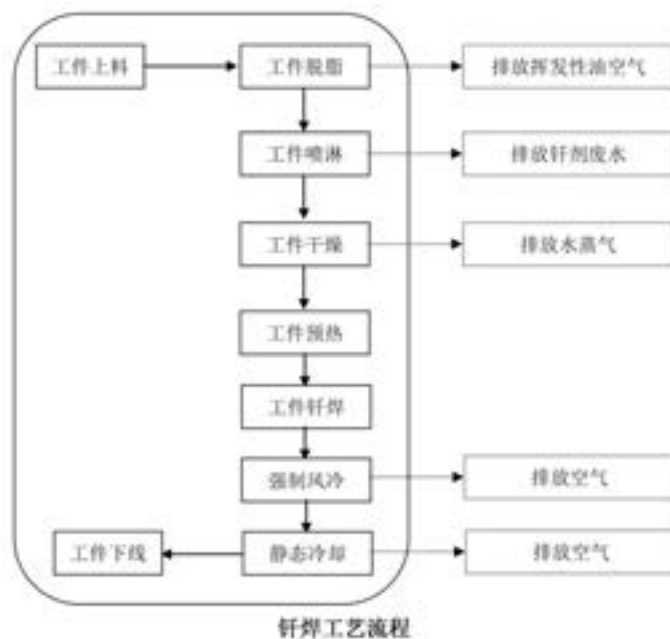 工件上料
工件脱脂
排放挥发性油空气
工件喷淋
排放钎剂废水
工件干燥
排放水蒸气
工件预热
工件钎焊
强制风冷
排放空气
工件下线
静态冷却
排放空气
钎焊工艺流程